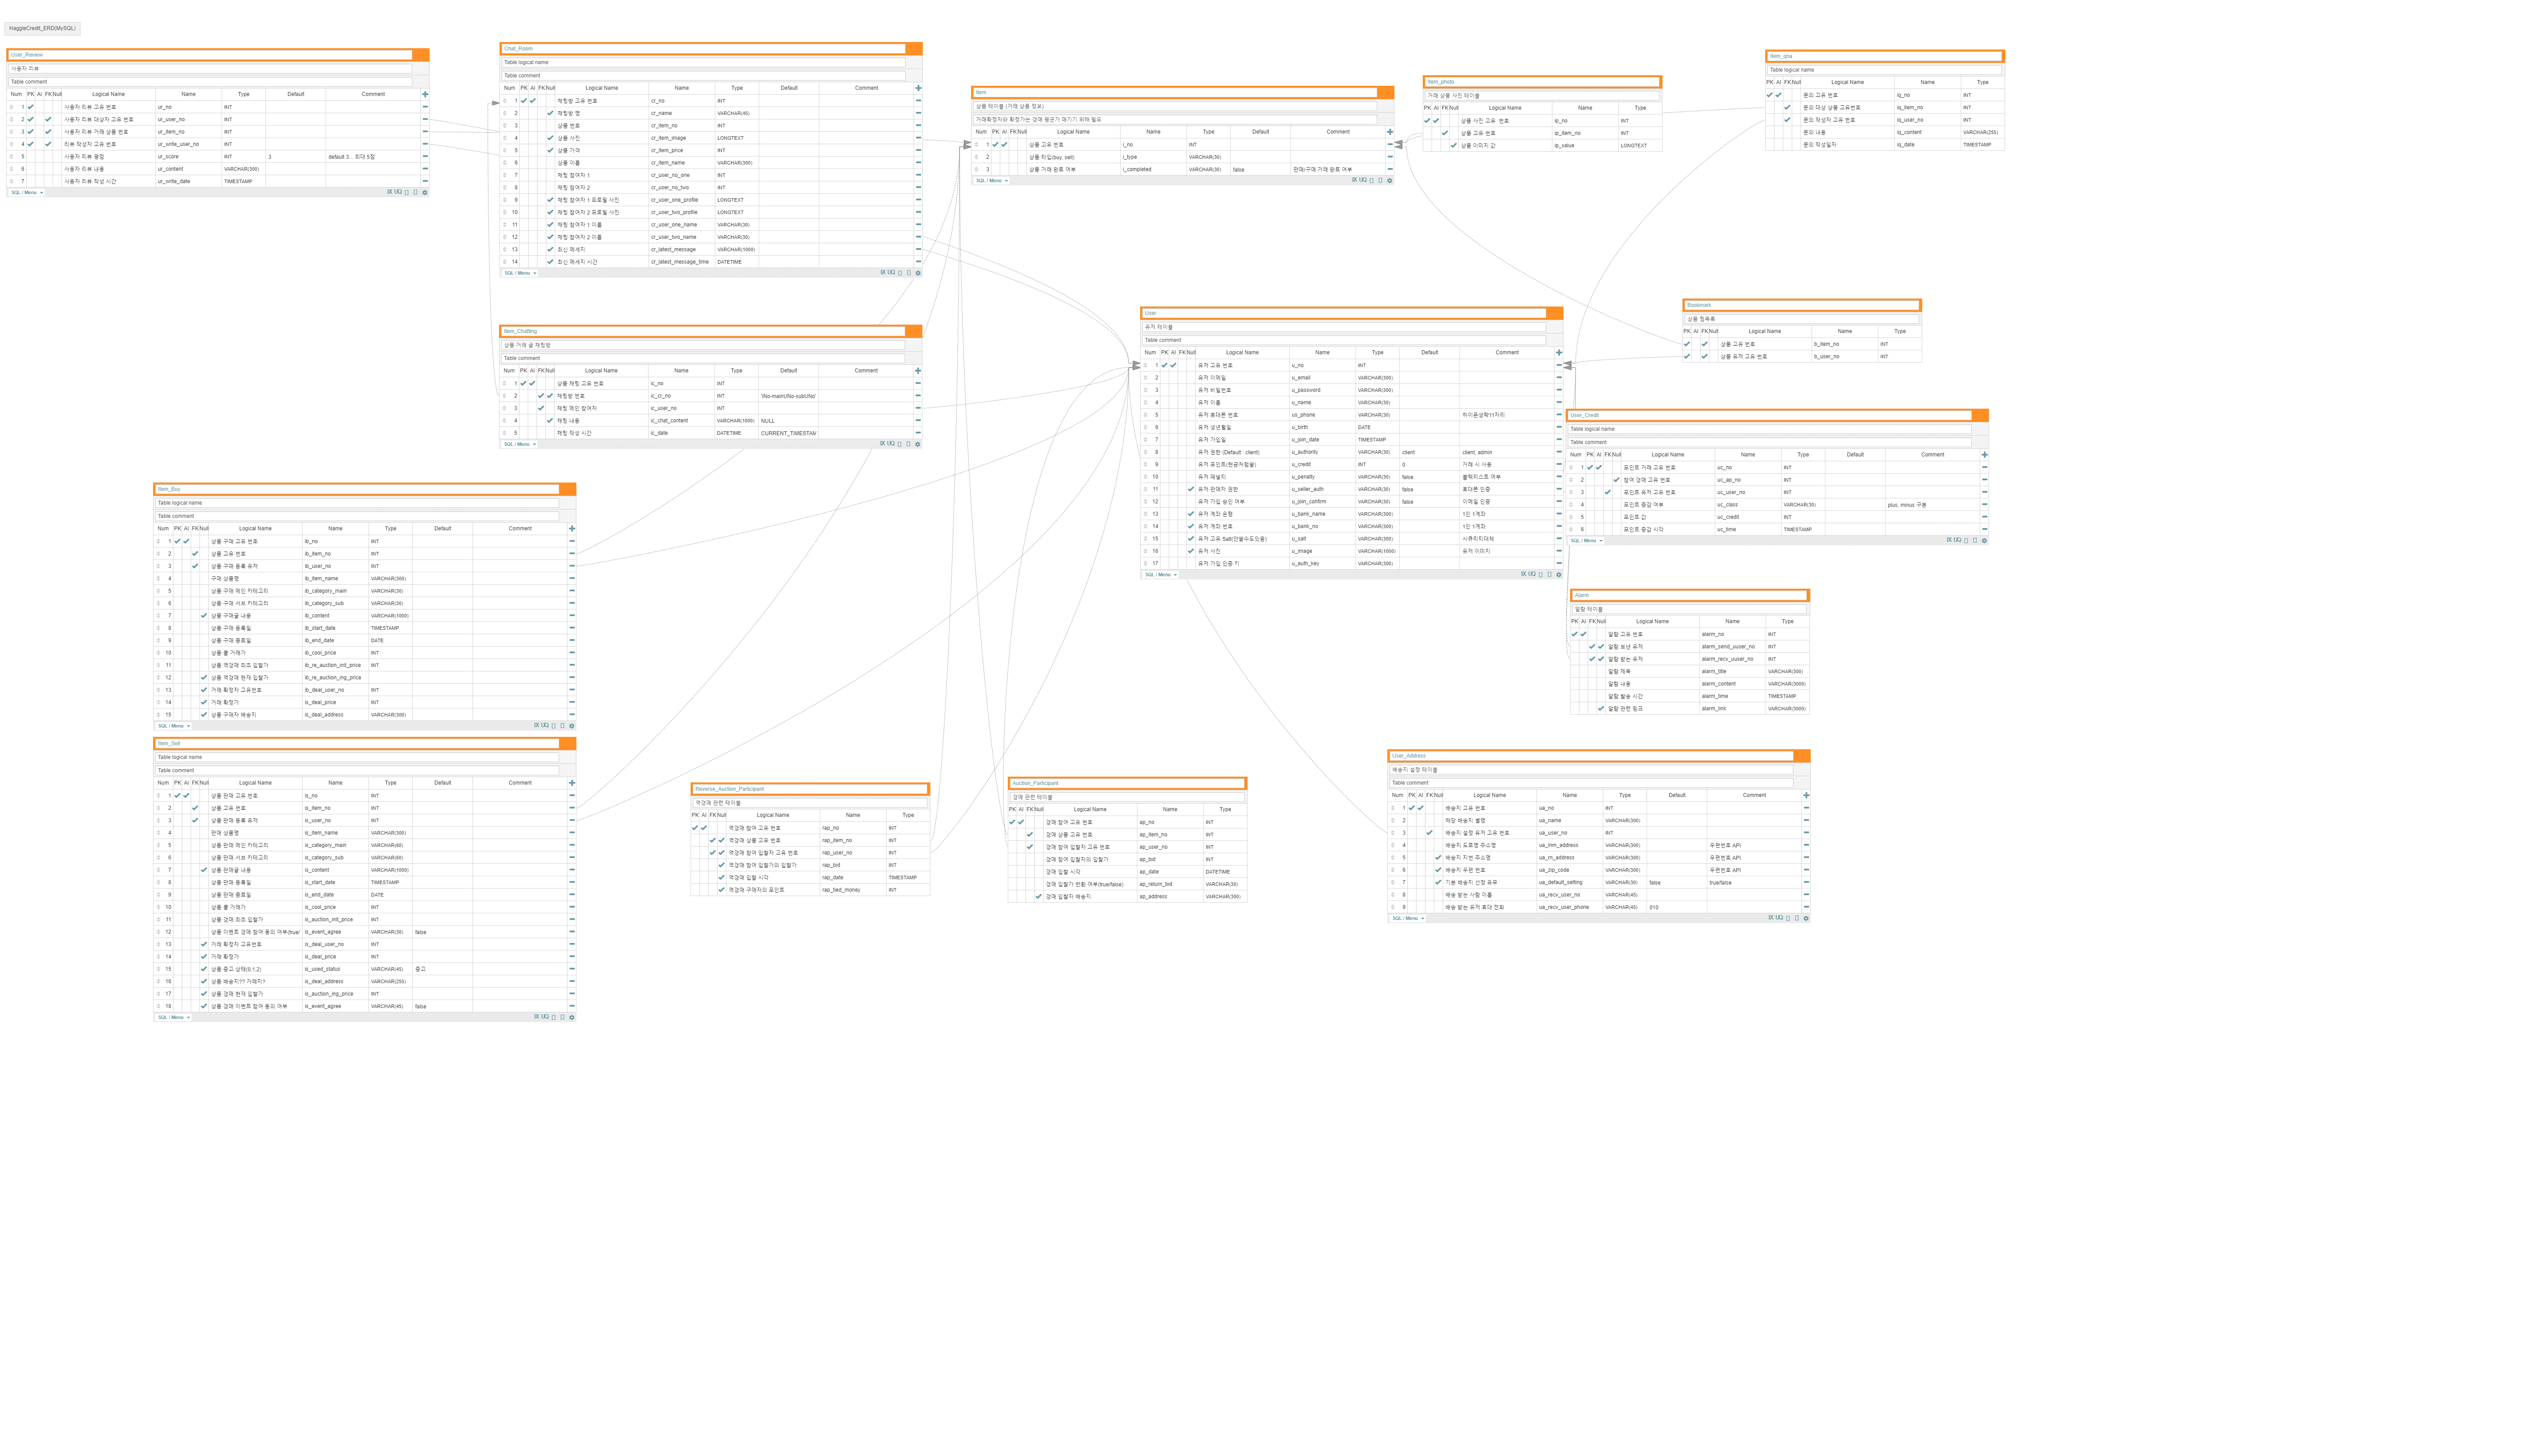 HaggleCredit_ERD(MySQL)
User_Review
사용자 리뷰
Table comment
Num PK AI FK Null Logical Name Name Type Default Comment
1 사용자 리뷰 고유 번호 ur_no INT
2 사용자 리뷰 대상자 고유 번호 ur_user_no INT
3 사용자 리뷰 거래 상품 번호 ur_item_no INT
4 리뷰 작성자 고유 번호 ur_write_user_no INT
5 사용자 리뷰 평점 ur_score INT 3 default 3... 최대 5점
6 사용자 리뷰 내용 ur_content VARCHAR(300)
7 사용자 리뷰 작성 시간 ur_write_date TIMESTAMP
SQL / Menu IX UQ
Chat_Room
Table logical name
Table comment
Num PK AI FK Null Logical Name Name Type Default Comment
1 채팅방 고유 번호 cr_no INT
2 채팅방 명 cr_name VARCHAR(45)
3 상품 번호 cr_item_no INT
4 상품 사진 cr_item_image LONGTEXT
5 상품 가격 cr_item_price INT
6 상품 이름 cr_item_name VARCHAR(300)
7 채팅 참여자 1 cr_user_no_one INT
8 채팅 참여자 2 cr_user_no_two INT
9 채팅 참여자 1 프로필 사진 cr_user_one_profile LONGTEXT
10 채팅 참여자 2 프로필 사진 cr_user_two_profile LONGTEXT
11 채팅 참여자 1 이름 cr_user_one_name VARCHAR(30)
12 채팅 참여자 2 이름 cr_user_two_name VARCHAR(30)
13 최신 메세지 cr_latest_message VARCHAR(1000)
14 최신 메세지 시간 cr_latest_message_time DATETIME
SQL / Menu IX UQ
Item
상품 테이블 (거래 상품 정보)
거래확정자와 확정가는 경매 평균가 매기기 위해 필요
Num PK AI FK Null Logical Name Name Type Default Comment
1 상품 고유 번호 i_no INT
2 상품 타입(buy, sell) i_type VARCHAR(30)
3 상품 거래 완료 여부 i_completed VARCHAR(30) false 판매/구매 거래 완료 여부
SQL / Menu IX UQ
Item_photo
거래 상품 사진 테이블
PK AI FK Null Logical Name Name Type
상품 사진 고유 번호 ip_no INT
상품 고유 번호 ip_item_no INT
상품 이미지 값 ip_value LONGTEXT
Item_qna
Table logical name
PK AI FK Null Logical Name Name Type
문의 고유 번호 iq_no INT
문의 대상 상품 고유번호 iq_item_no INT
문의 작성자 고유 번호 iq_user_no INT
문의 내용 iq_content VARCHAR(255)
문의 작성일자 iq_date TIMESTAMP
Item_Chatting
상품 거래 글 채팅방
Table comment
Num PK AI FK Null Logical Name Name Type Default Comment
1 상품 채팅 고유 번호 ic_no INT
2 채팅방 번호 ic_cr_no INT 'iNo-mainUNo-subUNo'
3 채팅 메인 참여자 ic_user_no INT
4 채팅 내용 ic_chat_content VARCHAR(1000) NULL
5 채팅 작성 시간 ic_date DATETIME CURRENT_TIMESTAM
SQL / Menu IX UQ
User
유저 테이블
Table comment
Num PK AI FK Null Logical Name Name Type Default Comment
1 유저 고유 번호 u_no INT
2 유저 이메일 u_email VARCHAR(300)
3 유저 비밀번호 u_password VARCHAR(300)
4 유저 이름 u_name VARCHAR(30)
5 유저 휴대폰 번호 us_phone VARCHAR(30) 하이픈생략11자리
6 유저 생년월일 u_birth DATE
7 유저 가입일 u_join_date TIMESTAMP
8 유저 권한 (Default : client) u_authority VARCHAR(30) client client, admin
9 유저 포인트(현금처럼쓸) u_credit INT 0 거래 시 사용
10 유저 패널티 u_penalty VARCHAR(30) false 블랙리스트 여부
11 유저 판매자 권한 u_seller_auth VARCHAR(30) false 휴대폰 인증
12 유저 가입 승인 여부 u_join_confirm VARCHAR(30) false 이메일 인증
13 유저 계좌 은행 u_bank_name VARCHAR(300) 1인 1계좌
14 유저 계좌 번호 u_bank_no VARCHAR(300) 1인 1계좌
15 유저 고유 Salt(안쓸수도있음) u_salt VARCHAR(300) 시큐리티대체
16 유저 사진 u_image VARCHAR(1000) 유저 이미지
17 유저 가입 인증 키 u_auth_key VARCHAR(300)
SQL / Menu IX UQ
Bookmark
상품 찜목록
PK AI FK Null Logical Name Name Type
상품 고유 번호 b_item_no INT
상품 유저 고유 번호 b_user_no INT
User_Credit
Table logical name
Table comment
Num PK AI FK Null Logical Name Name Type Default Comment
1 포인트 거래 고유 번호 uc_no INT
2 참여 경매 고유 번호 uc_ap_no INT
3 포인트 유저 고유 번호 uc_user_no INT
4 포인트 증감 여부 uc_class VARCHAR(30) plus, minus 구분
5 포인트 값 uc_credit INT
6 포인트 증감 시각 uc_time TIMESTAMP
SQL / Menu IX UQ
Item_Buy
Table logical name
Table comment
Num PK AI FK Null Logical Name Name Type Default Comment
1 상품 구매 고유 번호 ib_no INT
2 상품 고유 번호 ib_item_no INT
3 상품 구매 등록 유저 ib_user_no INT
4 구매 상품명 ib_item_name VARCHAR(300)
5 상품 구매 메인 카테고리 ib_category_main VARCHAR(30)
6 상품 구매 서브 카테고리 ib_category_sub VARCHAR(30)
7 상품 구매글 내용 ib_content VARCHAR(1000)
8 상품 구매 등록일 ib_start_date TIMESTAMP
9 상품 구매 종료일 ib_end_date DATE
10 상품 쿨 거래가 ib_cool_price INT
11 상품 역경매 최초 입찰가 ib_re_auction_init_price INT
12 상품 역경매 현재 입찰가 ib_re_auction_ing_price
13 거래 확정자 고유번호 ib_deal_user_no INT
14 거래 확정가 is_deal_price INT
15 상품 구매자 배송지 is_deal_address VARCHAR(300)
SQL / Menu IX UQ
Alarm
알람 테이블
PK AI FK Null Logical Name Name Type
알람 고유 번호 alarm_no INT
알람 보낸 유저 alarm_send_uuser_no INT
알람 받는 유저 alarm_recv_uuser_no INT
알람 제목 alarm_title VARCHAR(300)
알람 내용 alarm_content VARCHAR(3000)
알람 발송 시간 alarm_time TIMESTAMP
알람 관련 링크 alarm_link VARCHAR(3000)
Item_Sell
Table logical name
Table comment
Num PK AI FK Null Logical Name Name Type Default Comment
1 상품 판매 고유 번호 is_no INT
2 상품 고유 번호 is_item_no INT
3 상품 판매 등록 유저 is_user_no INT
4 판매 상품명 is_item_name VARCHAR(300)
5 상품 판매 메인 카테고리 is_category_main VARCHAR(60)
6 상품 판매 서브 카테고리 is_category_sub VARCHAR(60)
7 상품 판매글 내용 is_content VARCHAR(1000)
8 상품 판매 등록일 is_start_date TIMESTAMP
9 상품 판매 종료일 is_end_date DATE
10 상품 쿨 거래가 is_cool_price INT
11 상품 경매 최초 입찰가 is_auction_init_price INT
12 상품 이벤트 경매 참여 동의 여부(true/ is_event_agree VARCHAR(30) false
13 거래 확정자 고유번호 is_deal_user_no INT
14 거래 확정가 is_deal_price INT
15 상품 중고 상태(0,1,2) is_used_status VARCHAR(45) 중고
16 상품 배송지?? 거래지? is_deal_address VARCHAR(255)
17 상품 경매 현재 입찰가 is_auction_ing_price INT
18 상품 경매 이벤트 참여 동의 여부 is_event_agree VARCHAR(45) false
SQL / Menu IX UQ
Reverse_Auction_Participant
역경매 관련 테이블
PK AI FK Null Logical Name Name Type
역경매 참여 고유 번호 rap_no INT
역경매 상품 고유 번호 rap_item_no INT
역경매 참여 입찰자 고유 번호 rap_user_no INT
역경매 참여 입찰가의 입찰가 rap_bid INT
역경매 입찰 시각 rap_date TIMESTAMP
역경매 구매자의 포인트 rap_tied_money INT
Auction_Participant
경매 관련 테이블
PK AI FK Null Logical Name Name Type
경매 참여 고유 번호 ap_no INT
경매 상품 고유 번호 ap_item_no INT
경매 참여 입찰자 고유 번호 ap_user_no INT
경매 참여 입찰자의 입찰가 ap_bid INT
경매 입찰 시각 ap_date DATETIME
경매 입찰가 반환 여부(true/false) ap_return_bid VARCHAR(30)
경매 입찰자 배송지 ap_address VARCHAR(300)
User_Address
배송지 설정 테이블
Table comment
Num PK AI FK Null Logical Name Name Type Default Comment
1 배송지 고유 번호 ua_no INT
2 해당 배송지 별명 ua_name VARCHAR(300)
3 배송지 설정 유저 고유 번호 ua_user_no INT
4 배송지 도로명 주소명 ua_lnm_address VARCHAR(300) 우편번호 API
5 배송지 지번 주소명 ua_rn_address VARCHAR(300) 우편번호 API
6 배송지 우편 번호 ua_zip_code VARCHAR(300) 우편번호 API
7 기본 배송지 선정 유무 ua_default_setting VARCHAR(30) false true/false
8 배송 받는 사람 이름 ua_recv_user_no VARCHAR(45)
9 배송 받는 유저 휴대 전화 ua_recv_user_phone VARCHAR(45) 010
SQL / Menu IX UQ